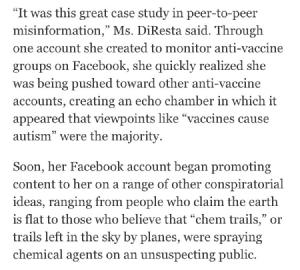 “It was this great case study in peer-to-peer
misinformation,” Ms. DiResta said. Through
one account she created to monitor anti-vaccine
groups on Facebook, she quickly realized she
was being pushed toward other anti-vaccine
accounts, creating an echo chamber in which it
appeared that viewpoints like “vaccines cause
autism” were the majority.
Soon, her Facebook account began promoting
content to her on a range of other conspiratorial
ideas, ranging from people who claim the earth
is flat to those who believe that “chem trails,” or
trails left in the sky by planes, were spraying
chemical agents on an unsuspecting public.